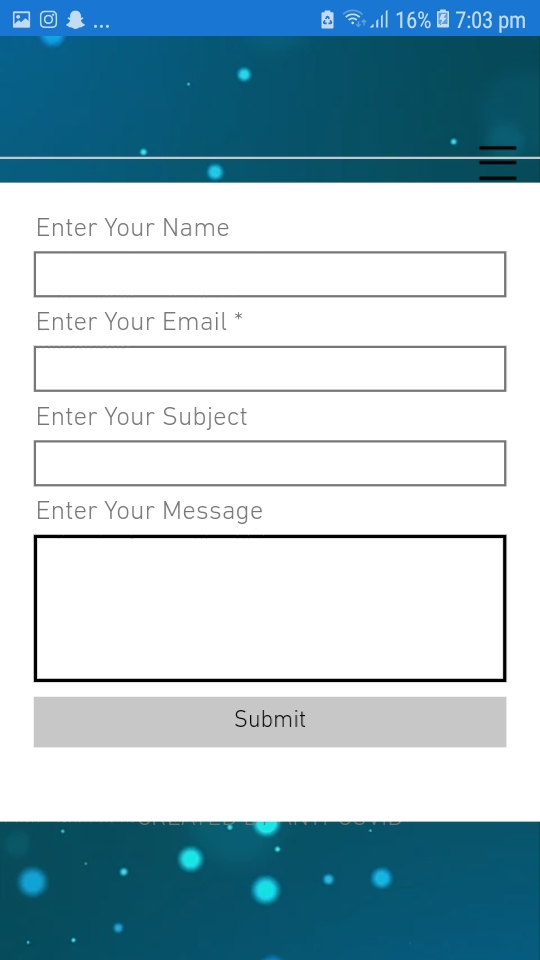 ... 16% 7:03 pm
Enter Your Name
Enter Your Email *
Enter Your Subject
Enter Your Message
Submit